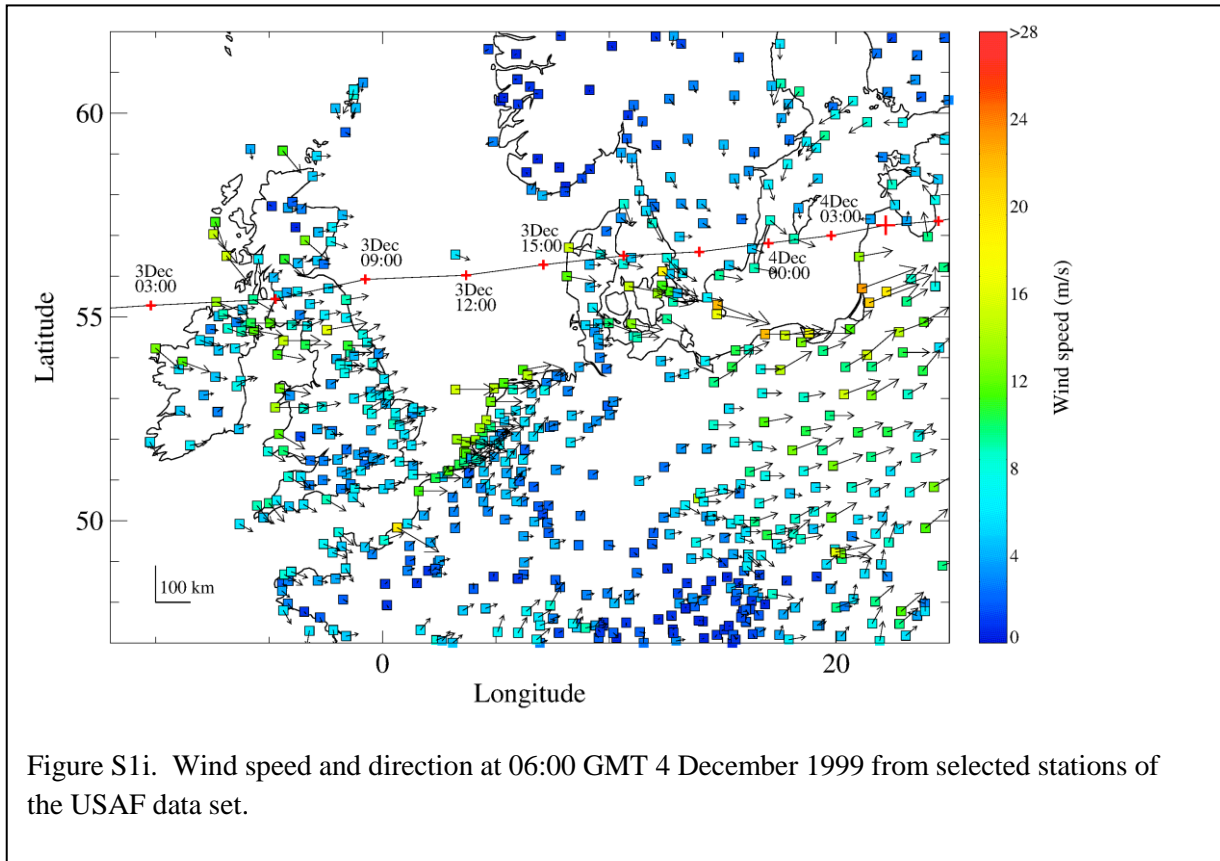 60
55
50
Latitude
0
20
Longitude
3Dec
03:00
3Dec
09:00
3Dec
12:00
3Dec
15:00
4Dec
00:00
4Dec
03:00
100 km
>28
24
20
16
12
8
4
0
Wind speed (m/s)
Figure S1i. Wind speed and direction at 06:00 GMT 4 December 1999 from selected stations of
the USAF data set.